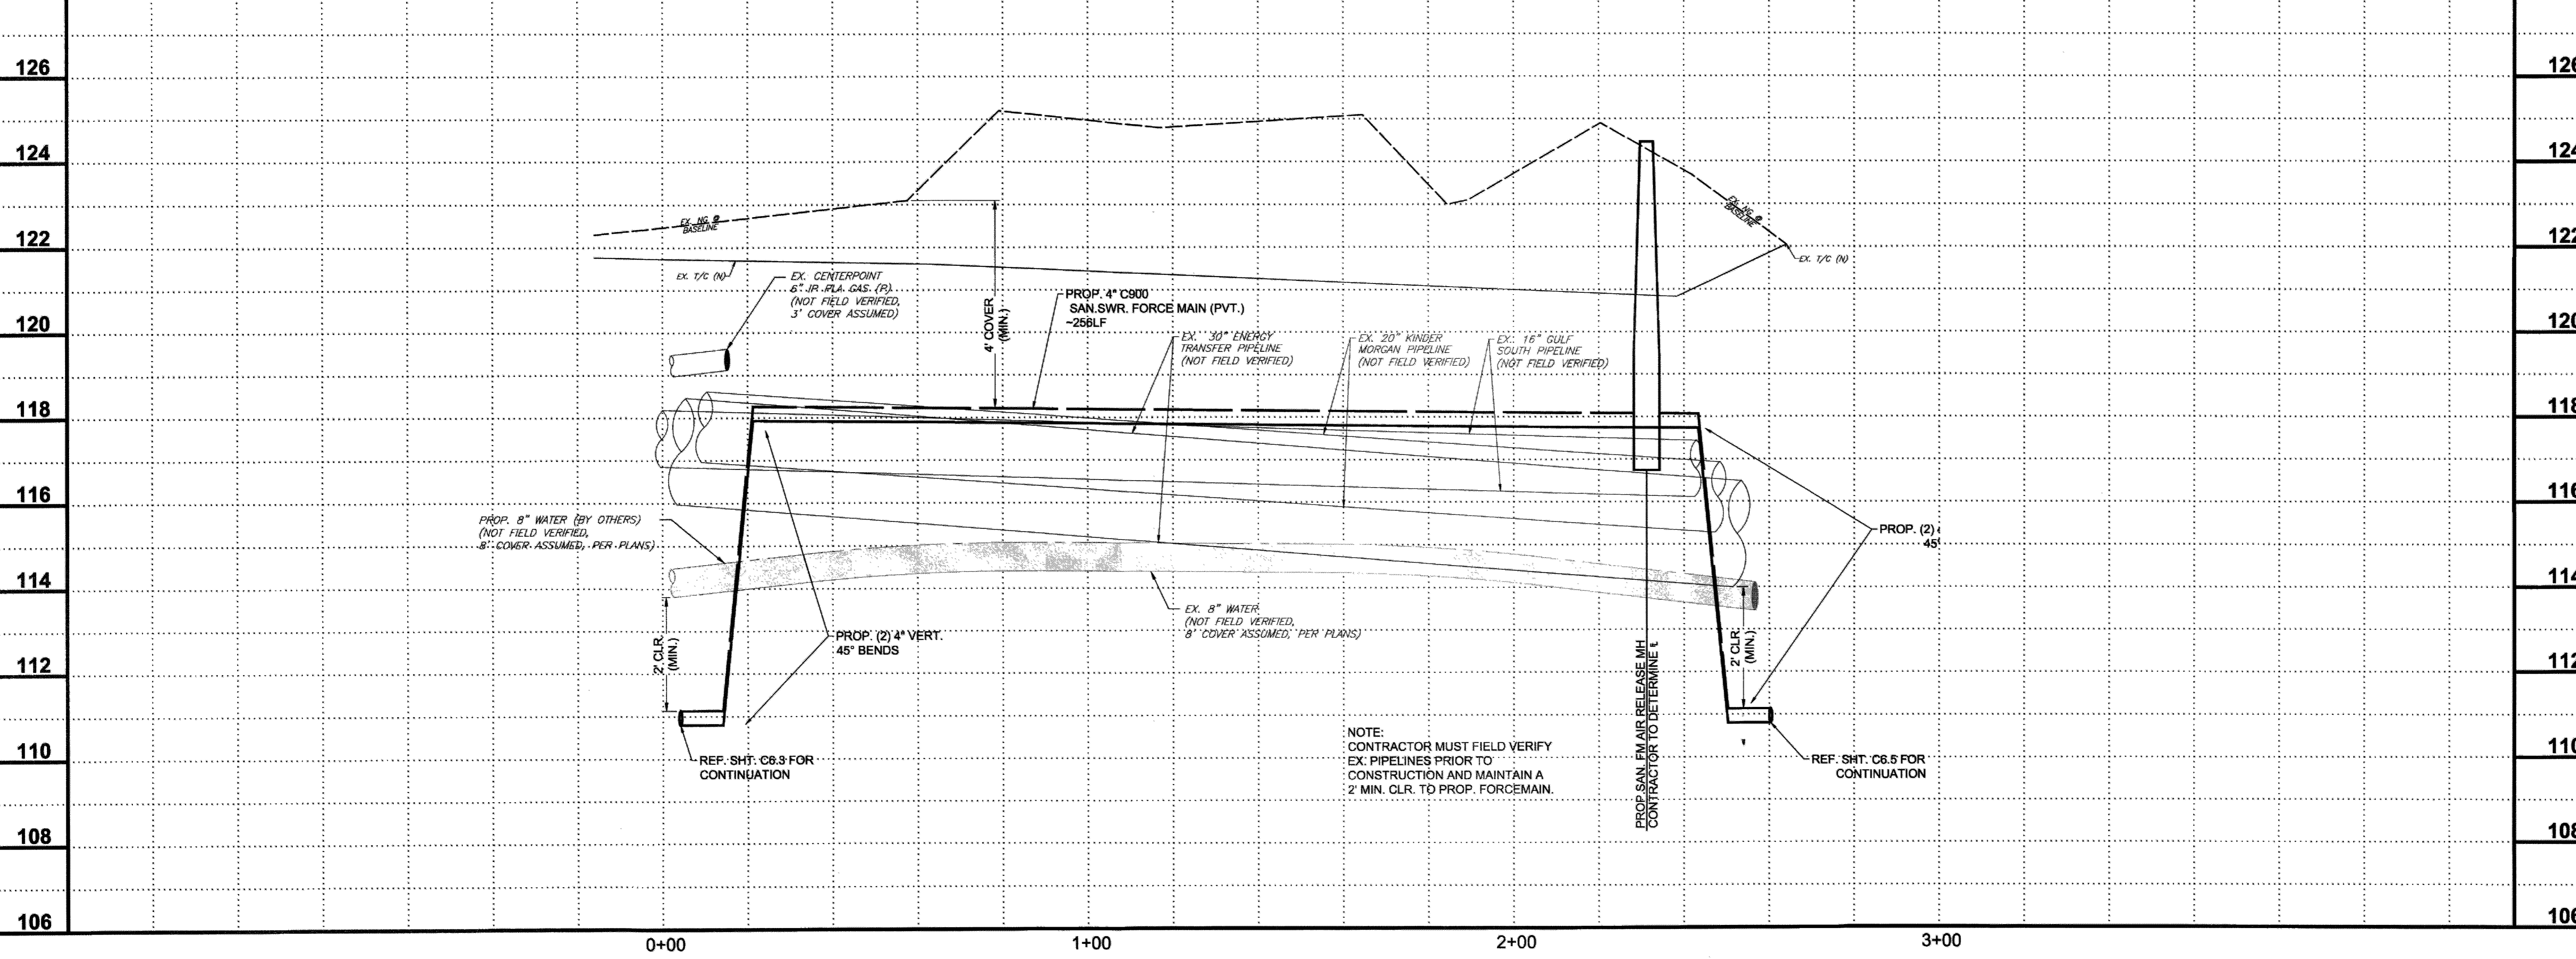 126
124
122
120
118
116
114
112
110
108
106
EX. NG @
BASELINE
EX. T/C (N)
EX. CENTERPOINT
6" IP PLA. GAS. (P)
(NOT FIELD VERIFIED,
3' COVER ASSUMED)
4' COVER
(MIN.)
PROP. 4" C900
SAN.SWR. FORCE MAIN (PVT.)
~256LF
EX. 30" ENERGY
TRANSFER PIPELINE
(NOT FIELD VERIFIED)
EX. 20" KINDER
MORGAN PIPELINE
(NOT FIELD VERIFIED)
EX. 16" GULF
SOUTH PIPELINE
(NOT FIELD VERIFIED)
EX. NG @
BASELINE
EX. T/C (N)
PROP. 8" WATER (BY OTHERS)
(NOT FIELD VERIFIED,
8' COVER ASSUMED, PER PLANS)
2' CLR.
(MIN.)
PROP. (2) 4" VERT.
45° BENDS
EX. 8" WATER
(NOT FIELD VERIFIED,
8' COVER ASSUMED, PER PLANS)
REF. SHT. C6.3 FOR
CONTINUATION
NOTE:
CONTRACTOR MUST FIELD VERIFY
EX. PIPELINES PRIOR TO
CONSTRUCTION AND MAINTAIN A
2' MIN. CLR. TO PROP. FORCEMAIN.
PROP.SAN. FM AIR RELEASE MH
CONTRACTOR TO DETERMINE
2' CLR.
(MIN.)
PROP. (2)
45°
REF. SHT. C6.5 FOR
CONTINUATION
124
122
120
118
116
114
112
110
108
106
0+00
1+00
2+00
3+00